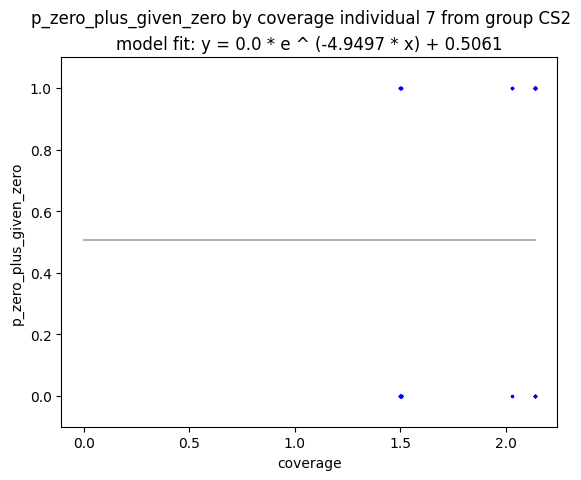 p_zero_plus_given_zero by coverage individual 7 from group CS2
model fit: y = 0.0 * e ^ (-4.9497 * x) + 0.5061
1.0
0.8
0.6
0.4
0.2
0.0
p_zero_plus_given_zero
0.0 0.5 1.0 1.5 2.0
coverage